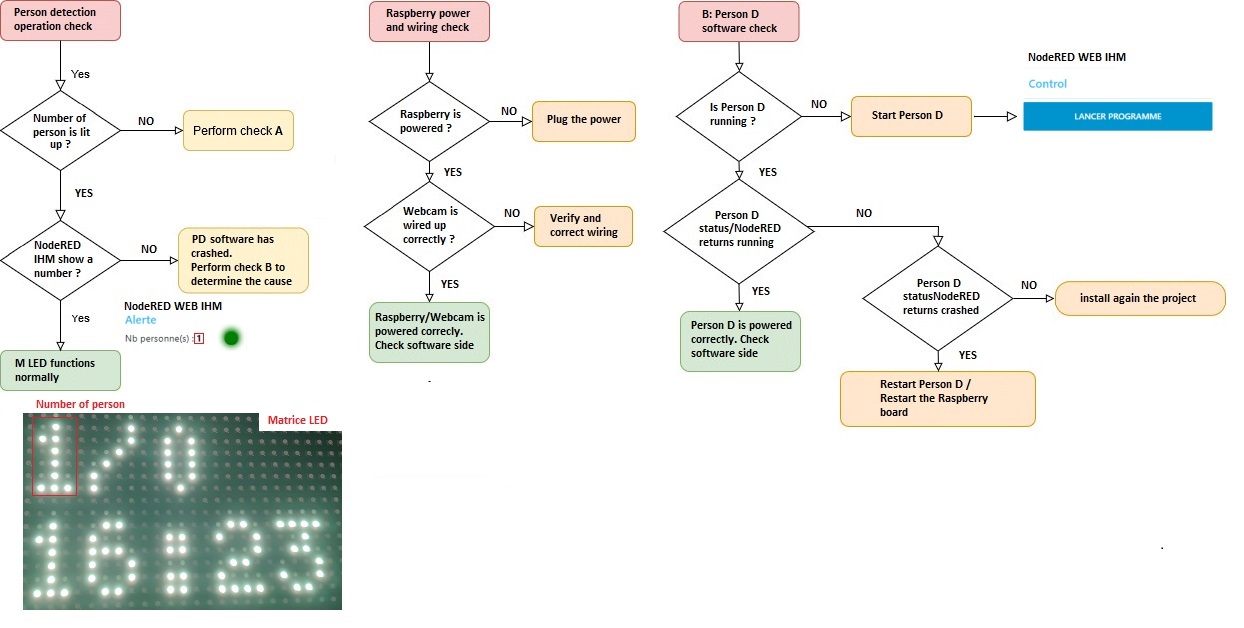 Person detection
operation check
Yes
Number of
person is lit
up ?
NO
Perform check A
YES
NodeRED
IHM show a
number ?
NO
PD software has
crashed.
Perform check B to
determine the cause
Yes
NodeRED WEB IHM
Alerte
Nb personne(s) : 1
M LED functions
normally
Number of person
Matrice LED
1/0
16:23
Raspberry power
and wiring check
Raspberry is
powered ?
NO
Plug the power
YES
Webcam is
wired up
correctly ?
NO
Verify and
correct wiring
YES
Raspberry/Webcam is
powered correcly.
Check software side
B: Person D
software check
Is Person D
running ?
NO
Start Person D
NodeRED WEB IHM
Control
LANCER PROGRAMME
YES
Person D
status/NodeRED
returns running
NO
YES
Person D is powered
correctly. Check
software side
Person D
statusNodeRED
returns crashed
NO
install again the project
YES
Restart Person D /
Restart the Raspberry
board